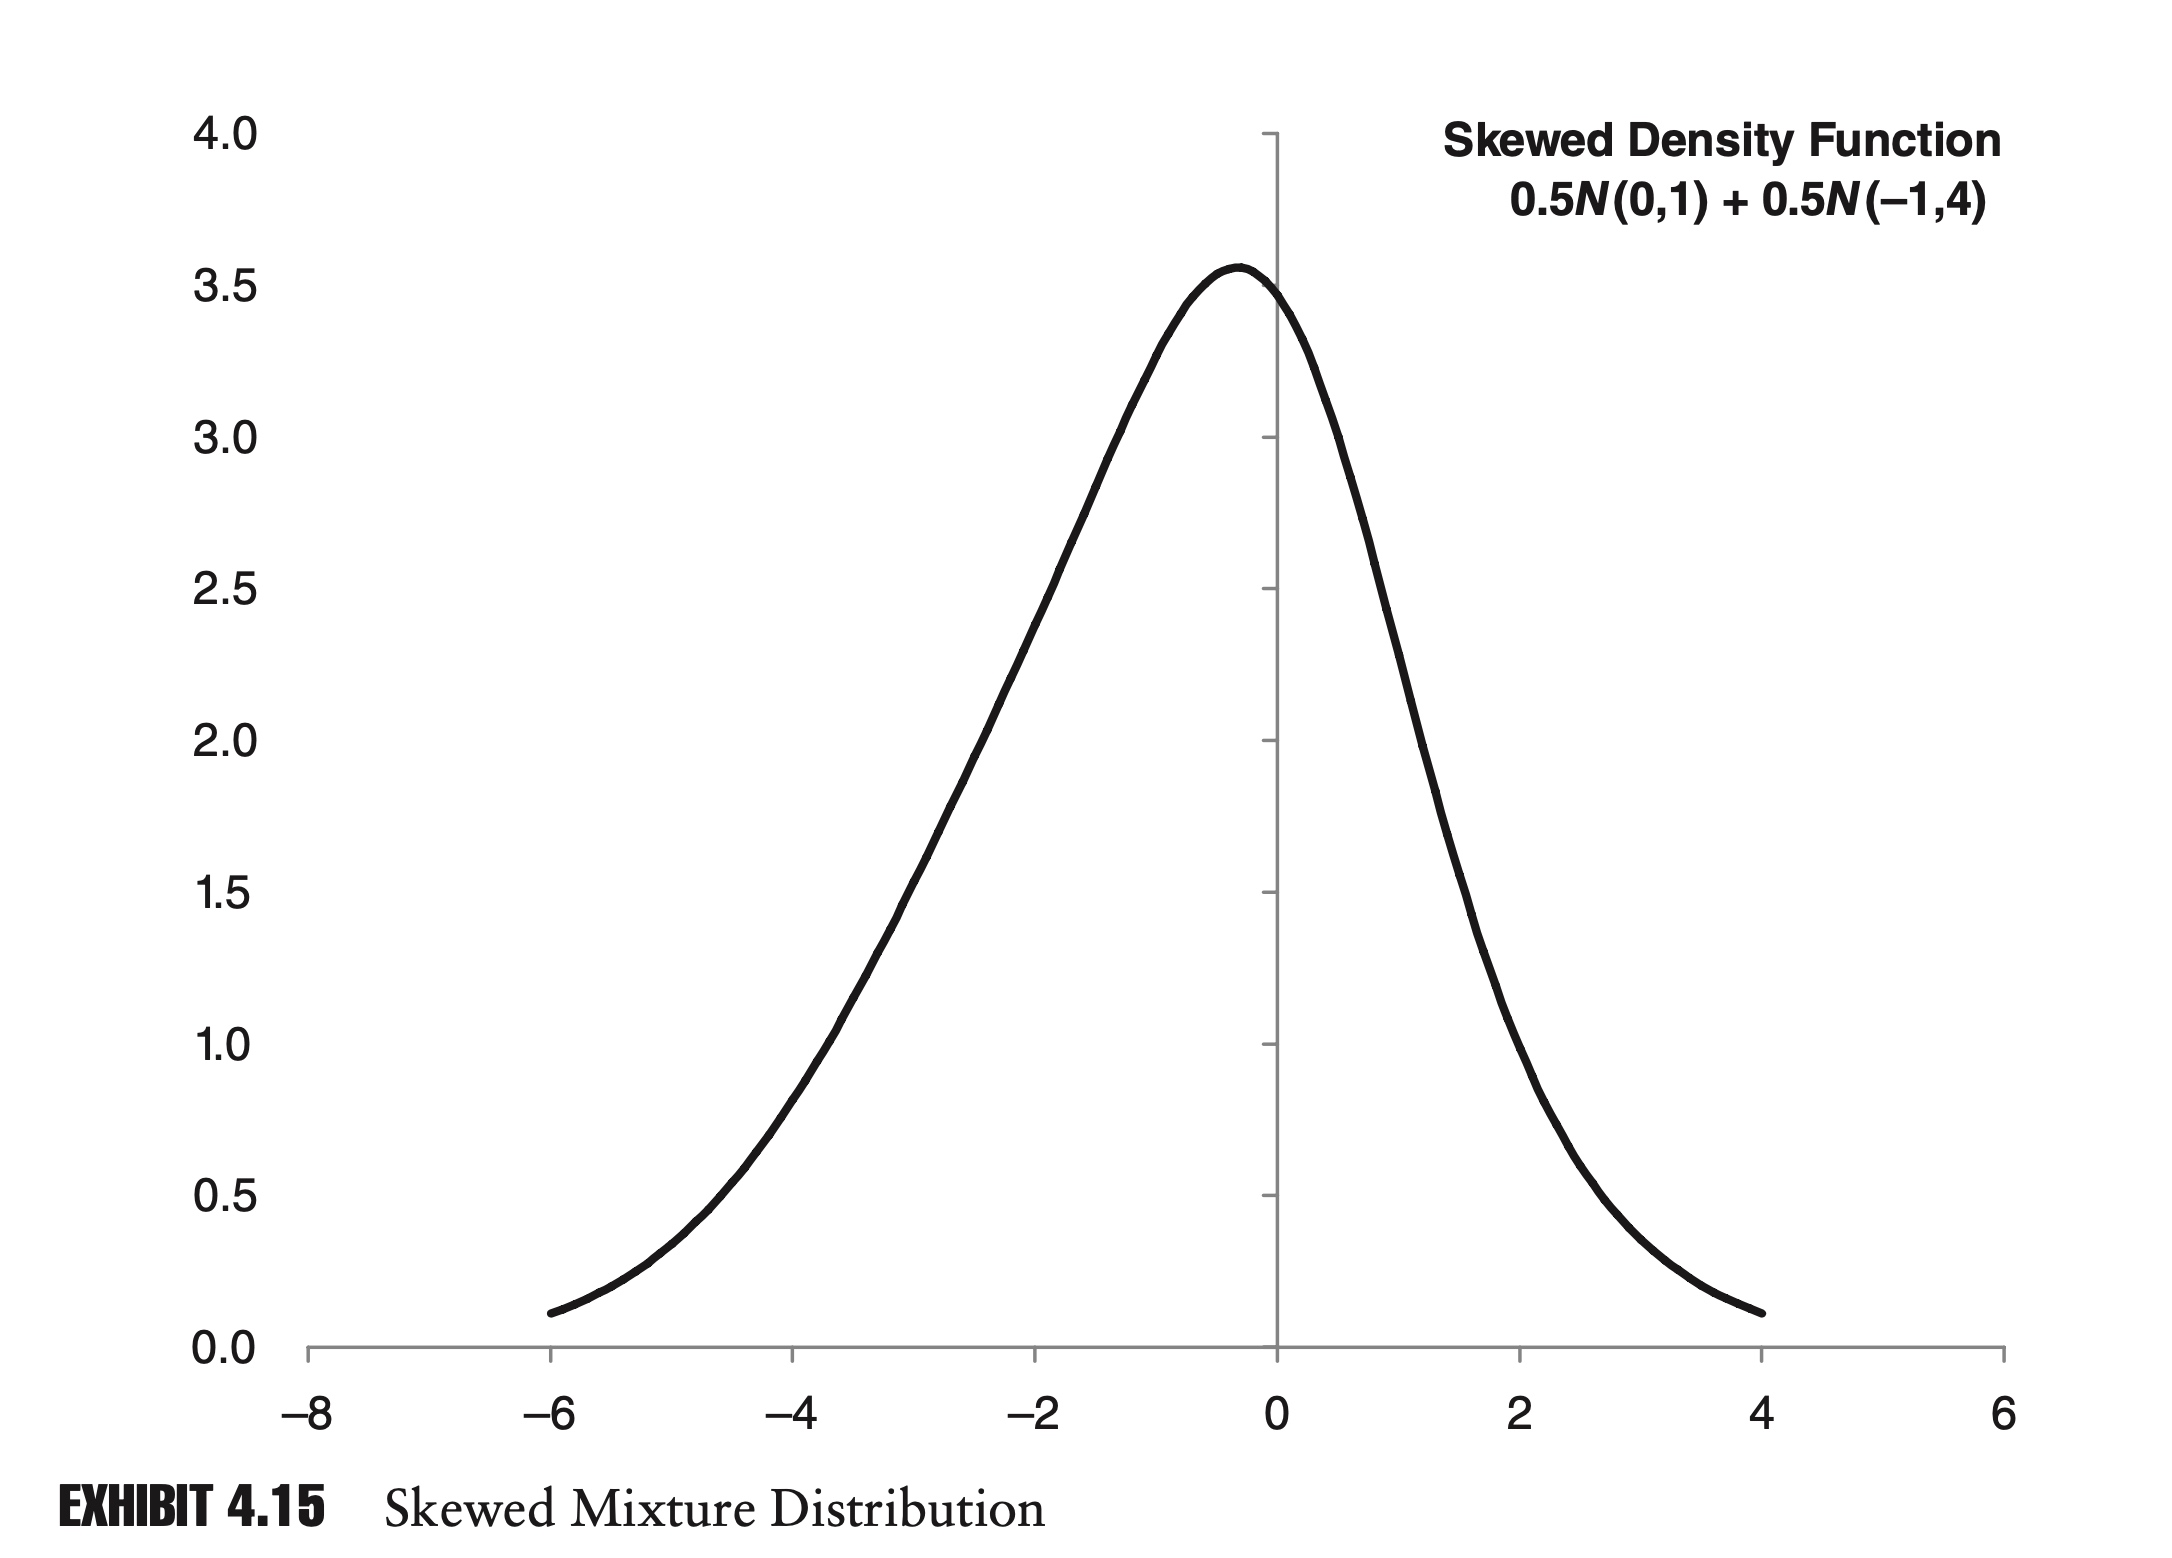 4.0
Skewed Density Function
0.5N(0,1) + 0.5N(–1,4)
3.5
3.0
2.5
2.0
1.5
1.0
0.5
0.0
–8 –6 –4 –2 0 2 4 6
EXHIBIT 4.15 Skewed Mixture Distribution